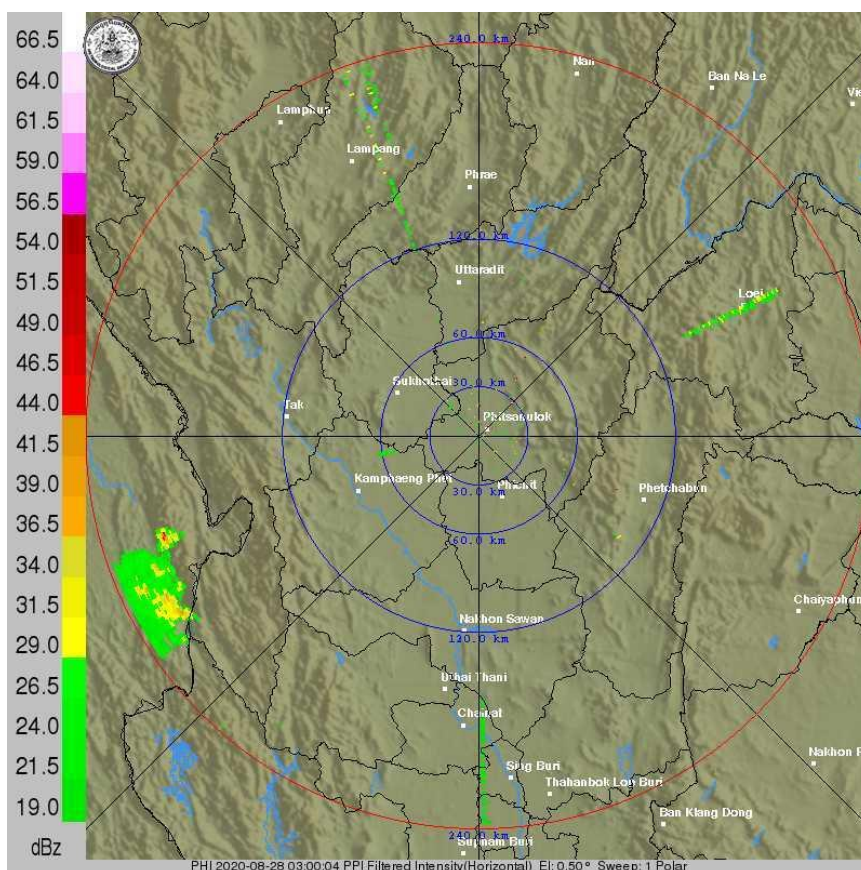 66.5
64.0
61.5
59.0
56.5
54.0
51.5
49.0
46.5
44.0
41.5
39.0
36.5
34.0
31.5
29.0
26.5
24.0
21.5
19.0
dBz
240.0 km
Nan
Ban Na Le
Lamphun
Lampang
Phrae
120.0 km
Uttaradit
Loei
60.0 km
30.0 km
Sukhothai
Tak
Phitsanulok
Kamphaeng Phet
30.0 km
Phichit
Phetchabun
60.0 km
Chaiyaphum
Nakhon Sawan
120.0 km
Uthai Thani
Chainat
Sing Buri
Thahanbok Lop Buri
Nakhon R
Ban Klang Dong
240.0 km
Suphan Buri
PHI 2020-08-28 03:00:04 PPI Filtered Intensity(Horizontal) El: 0.50° Sweep: 1 Polar